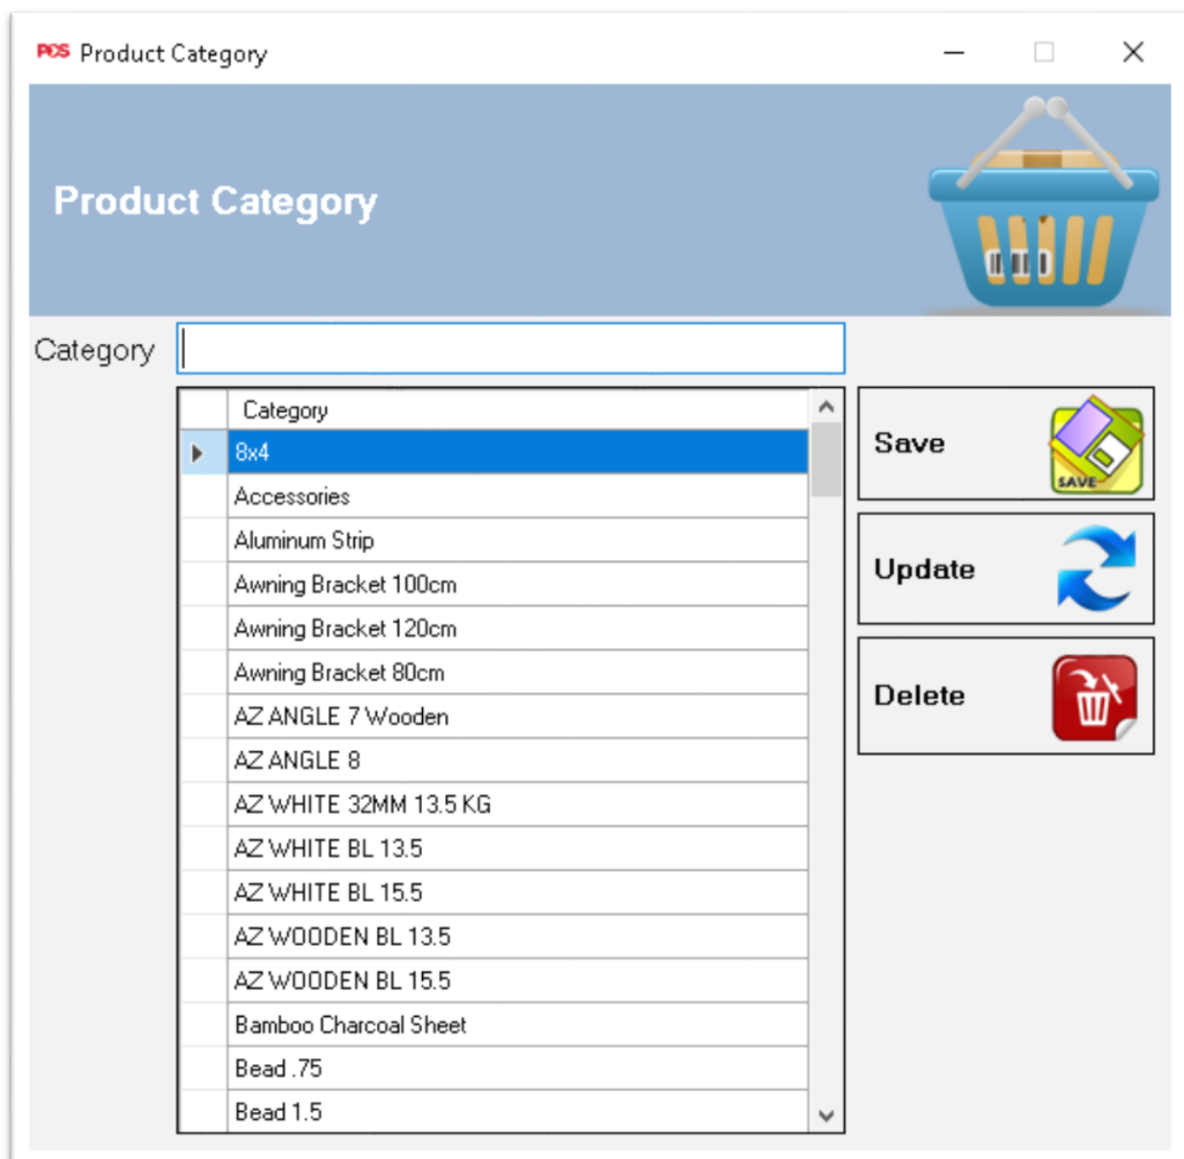 POS Product Category
Product Category
Category
Category
8x4
Accessories
Aluminum Strip
Awning Bracket 100cm
Awning Bracket 120cm
Awning Bracket 80cm
AZ ANGLE 7 Wooden
AZ ANGLE 8
AZ WHITE 32MM 13.5 KG
AZ WHITE BL 13.5
AZ WHITE BL 15.5
AZ WOODEN BL 13.5
AZ WOODEN BL 15.5
Bamboo Charcoal Sheet
Bead .75
Bead 1.5
Save
SAVE
Update
Delete